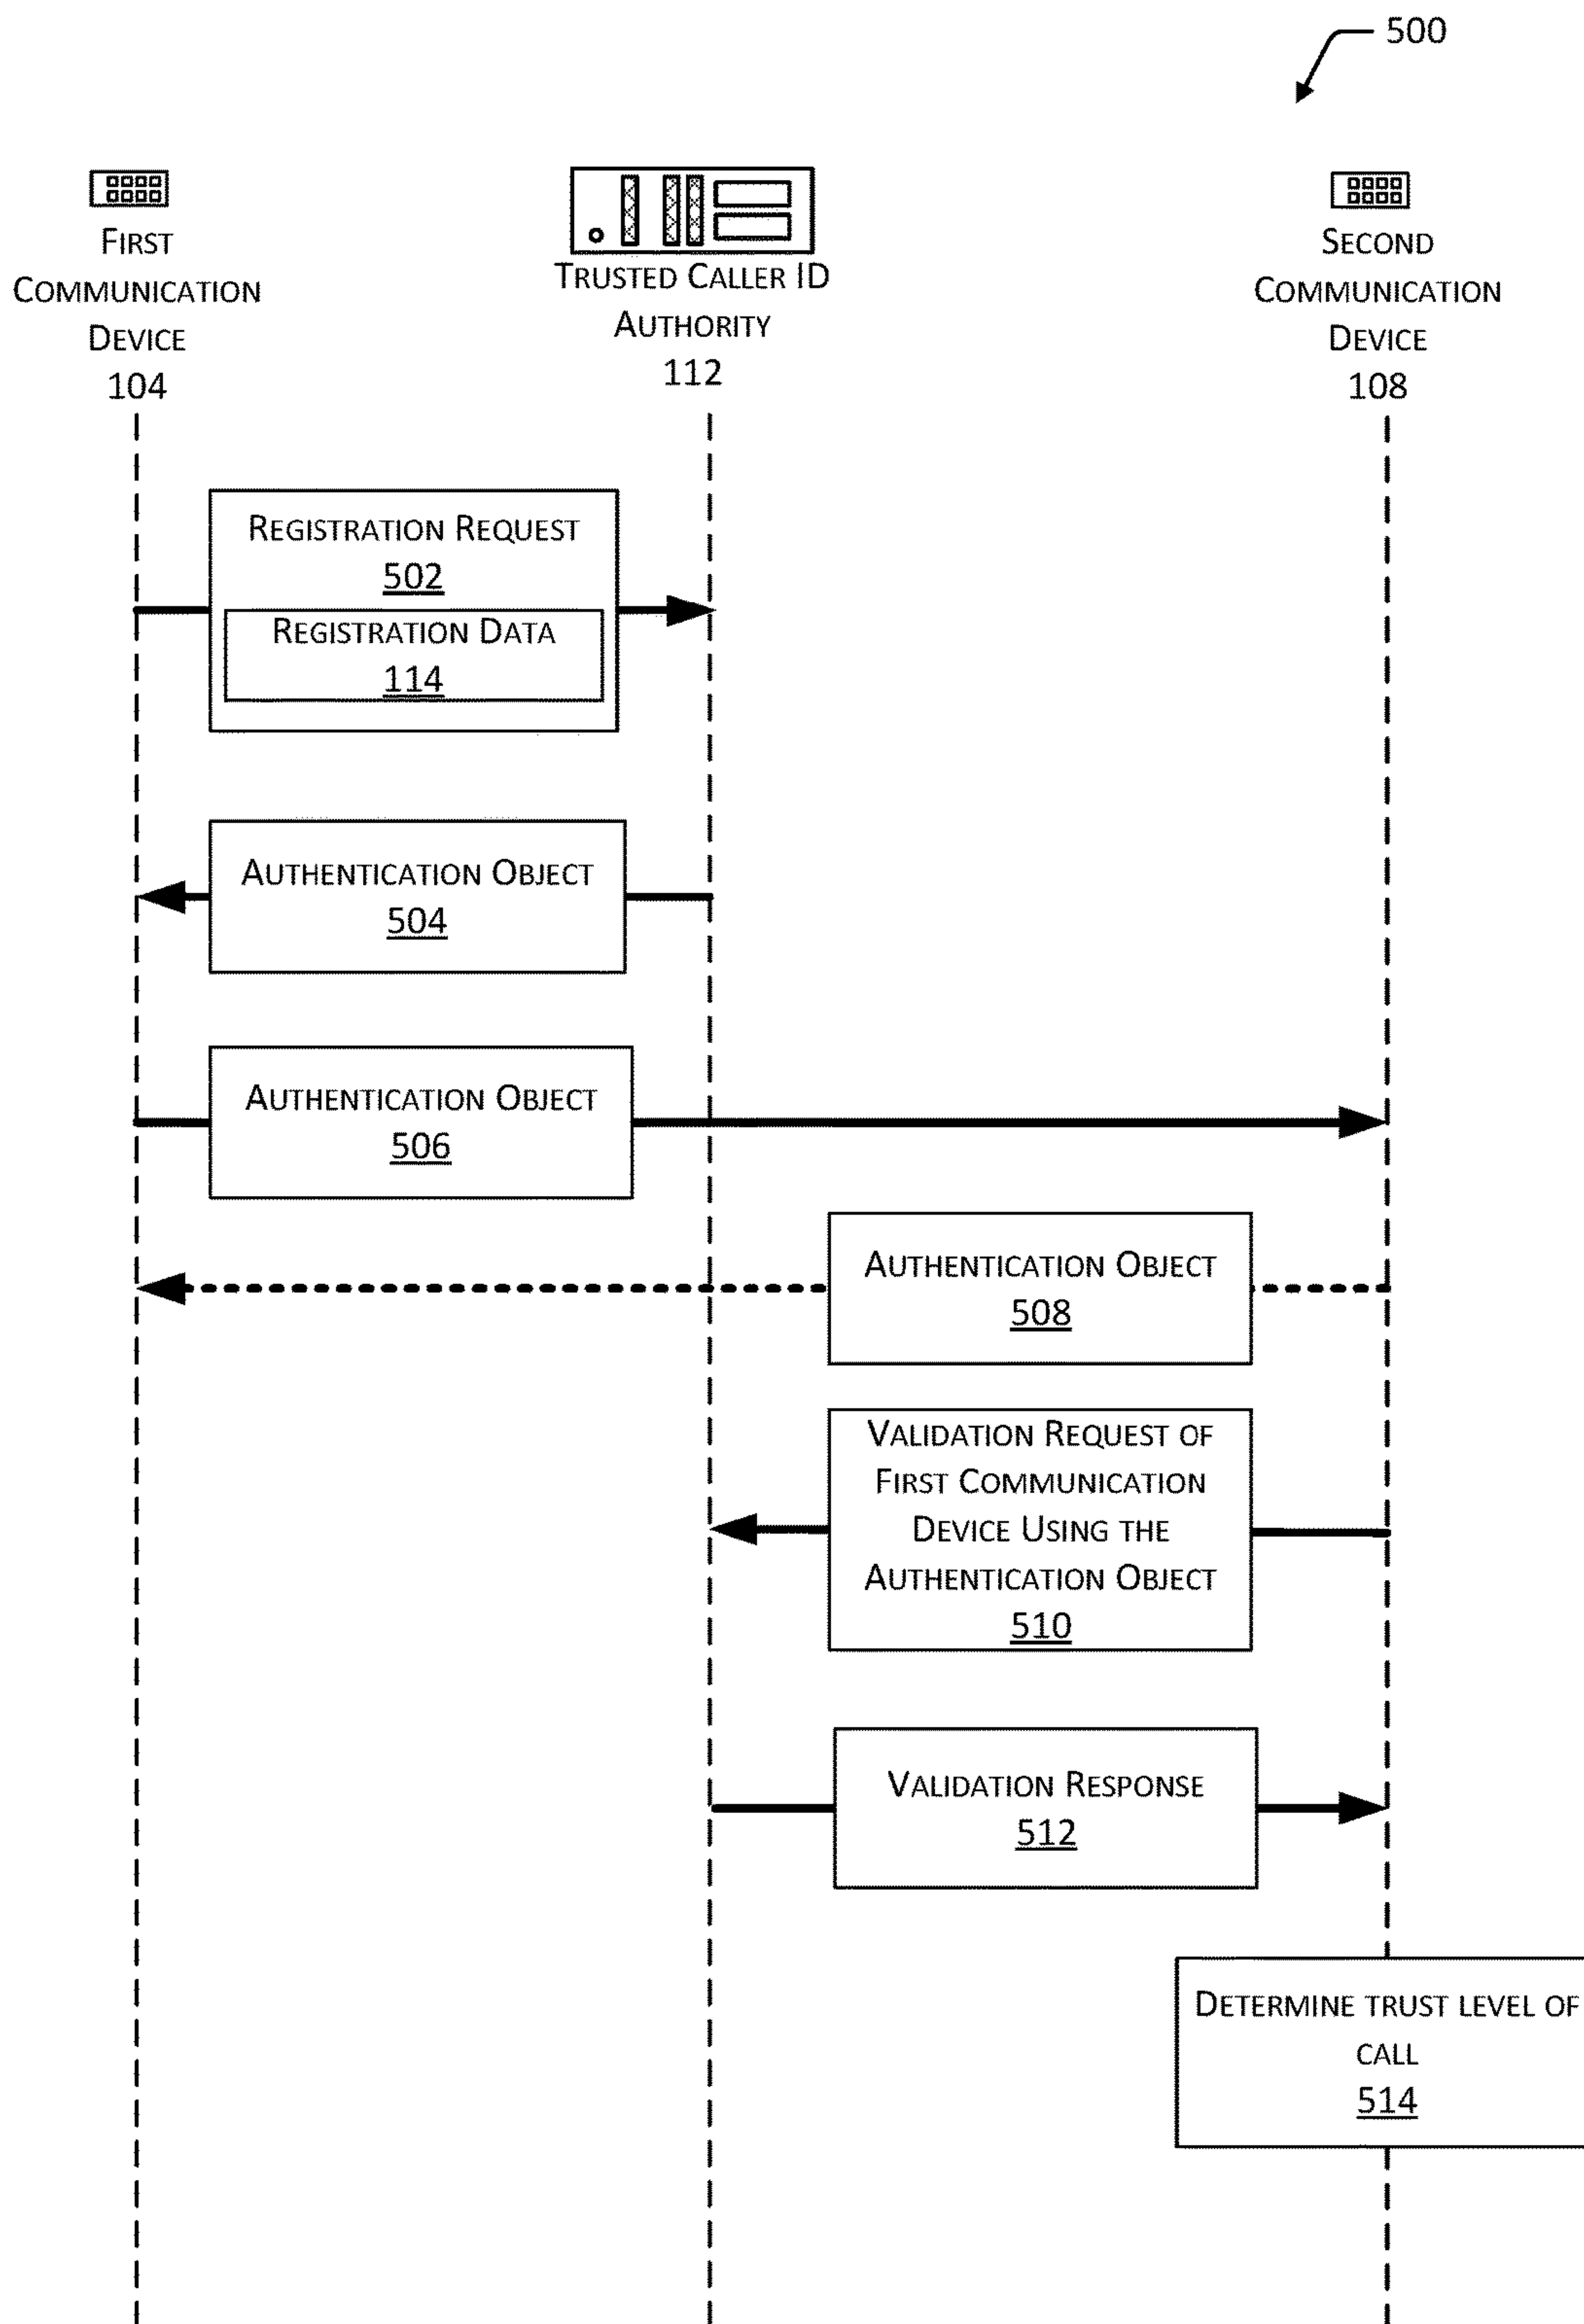 500
First
Communication
Device
104
Trusted Caller ID
Authority
112
Second
Communication
Device
108
Registration Request
502
Registration Data
114
Authentication Object
504
Authentication Object
506
Authentication Object
508
Validation Request of
First Communication
Device Using the
Authentication Object
510
Validation Response
512
Determine trust level of
call
514